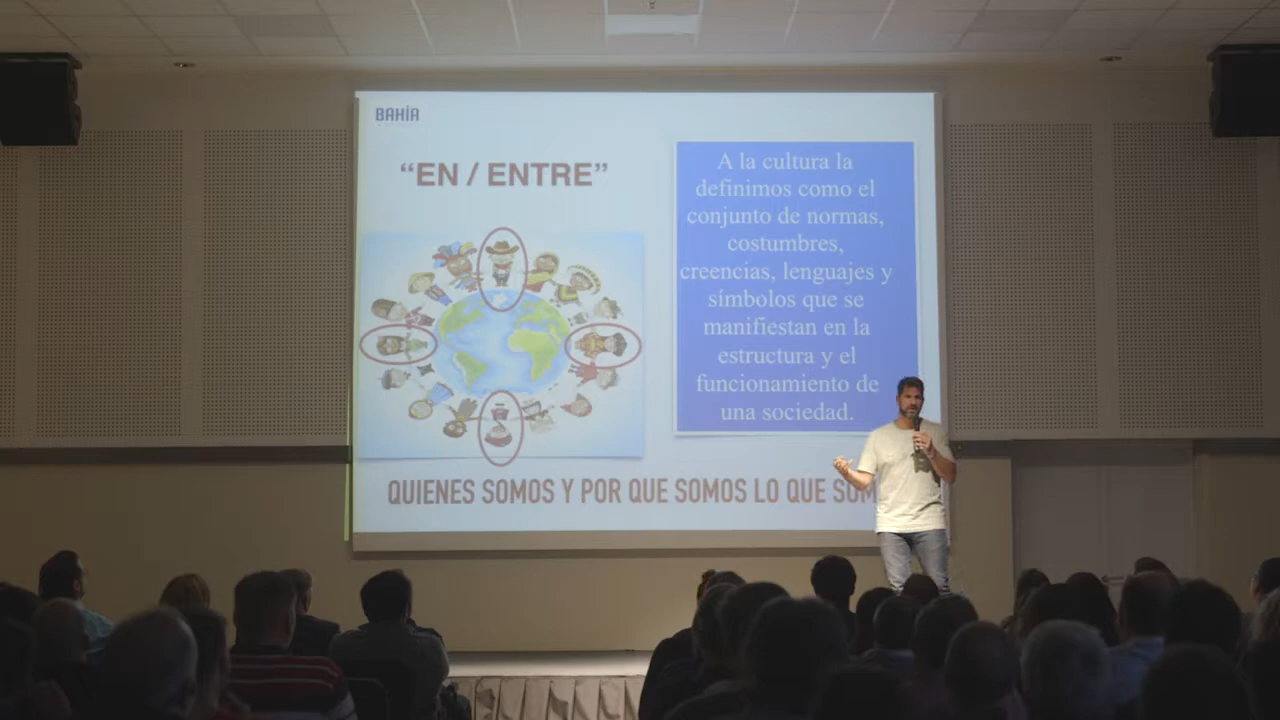 BAHÍA
“EN / ENTRE”
A la cultura la
definimos como el
conjunto de normas,
costumbres,
creencias, lenguajes y
símbolos que se
manifiestan en la
estructura y el
funcionamiento de
una sociedad.
QUIENES SOMOS Y POR QUE SOMOS LO QUE SOM